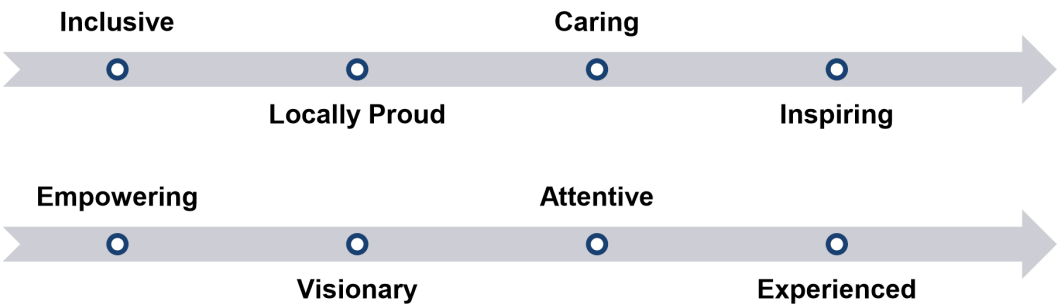 Inclusive
Caring
Locally Proud
Inspiring
Empowering
Attentive
Visionary
Experienced